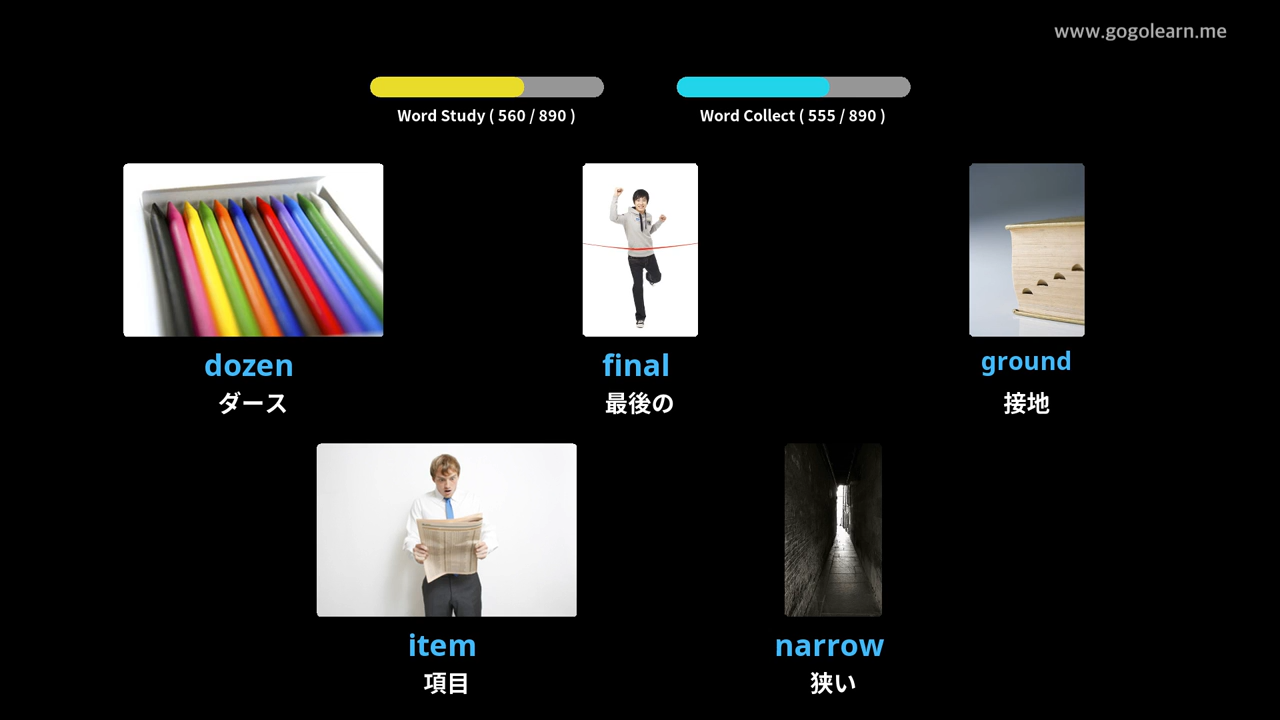 www.gogolearn.me
Word Study ( 560 / 890 )
Word Collect ( 555 / 890 )
dozen
ダース
final
最後の
ground
接地
item
項目
narrow
狭い